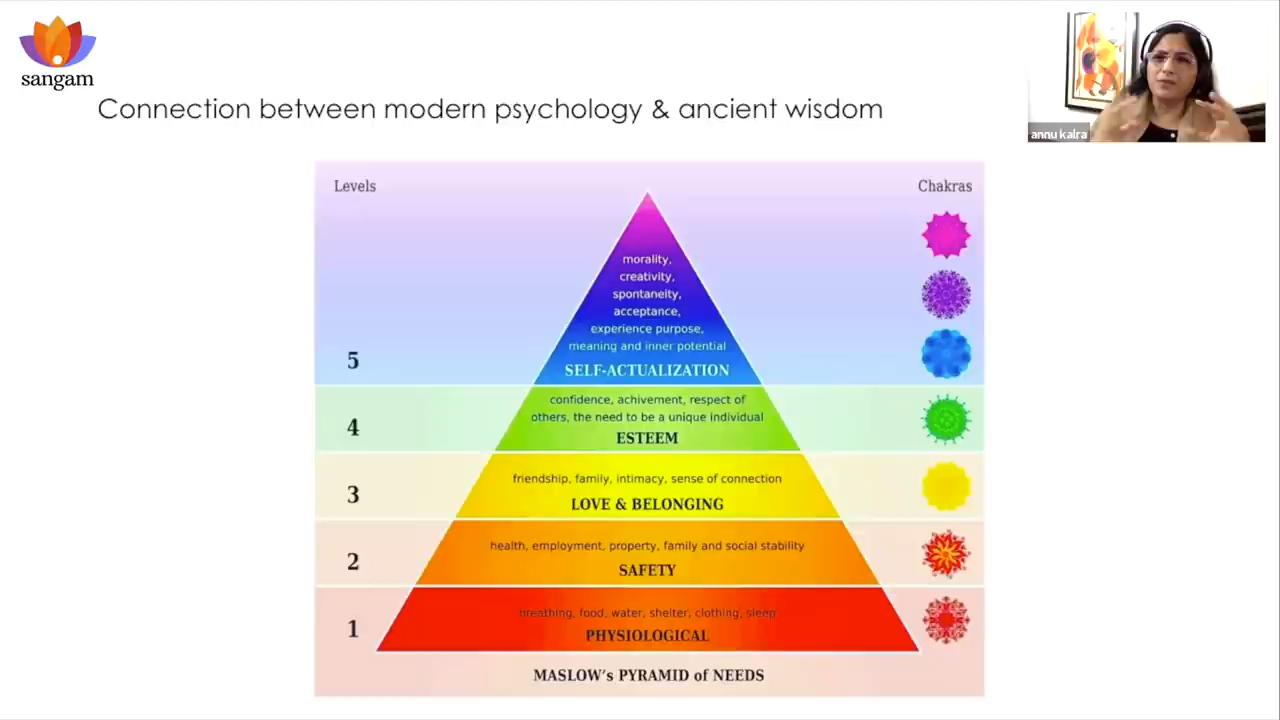 sangam
annu kalra
Connection between modern psychology & ancient wisdom
Levels
Chakras
morality,
creativity,
spontaneity,
acceptance,
experience purpose,
meaning and inner potential
5
SELF-ACTUALIZATION
confidence, achivement, respect of
others, the need to be a unique individual
4
ESTEEM
friendship, family, intimacy, sense of connection
3
LOVE & BELONGING
health, employment, property, family and social stability
2
SAFETY
breathing, food, water, shelter, clothing, sleep
1
PHYSIOLOGICAL
MASLOW's PYRAMID of NEEDS